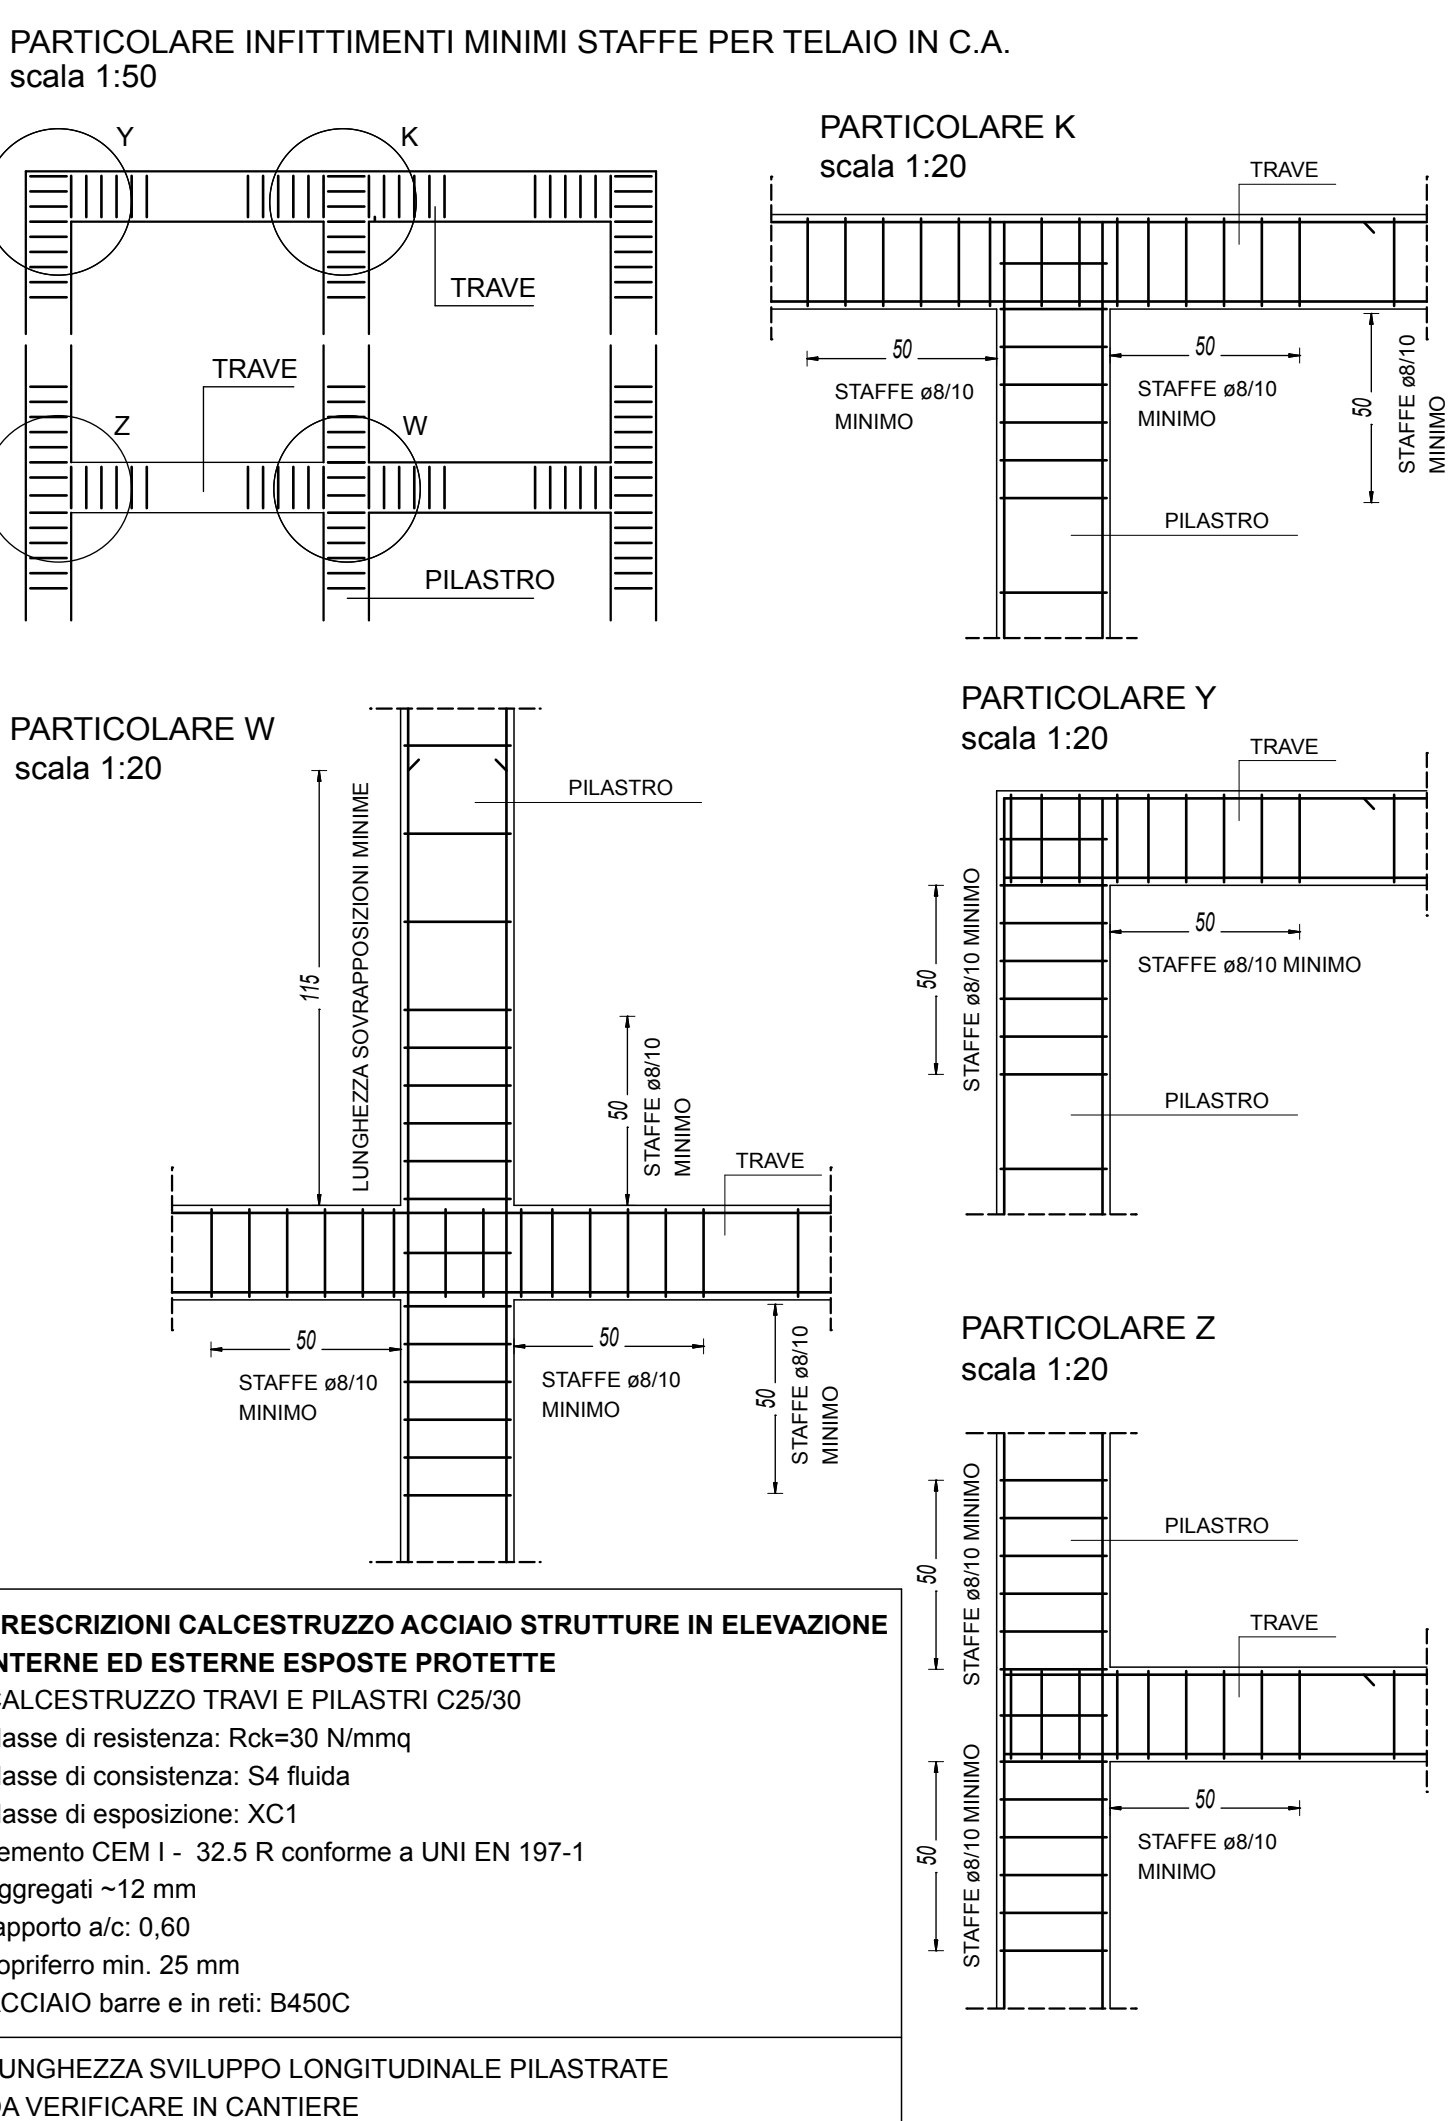 PARTICOLARE INFITTIMENTI MINIMI STAFFE PER TELAIO IN C.A.
scala 1:50
Y
K
TRAVE
TRAVE
Z
W
PILASTRO
PARTICOLARE K
scala 1:20
TRAVE
50
STAFFE ø8/10
MINIMO
50
STAFFE ø8/10
MINIMO
50
STAFFE ø8/10
MINIMO
PILASTRO
PARTICOLARE W
scala 1:20
PILASTRO
115
LUNGHEZZA SOVRAPPOSIZIONI MINIME
50
STAFFE ø8/10
MINIMO
TRAVE
50
STAFFE ø8/10
MINIMO
50
STAFFE ø8/10
MINIMO
50
STAFFE ø8/10
MINIMO
PARTICOLARE Y
scala 1:20
TRAVE
50
STAFFE ø8/10 MINIMO
50
STAFFE ø8/10 MINIMO
PILASTRO
PARTICOLARE Z
scala 1:20
50
STAFFE ø8/10 MINIMO
PILASTRO
TRAVE
50
STAFFE ø8/10 MINIMO
50
STAFFE ø8/10
MINIMO
RESCRIZIONI CALCESTRUZZO ACCIAIO STRUTTURE IN ELEVAZIONE
NTERNE ED ESTERNE ESPOSTE PROTETTE
CALCESTRUZZO TRAVI E PILASTRI C25/30
lasse di resistenza: Rck=30 N/mmq
lasse di consistenza: S4 fluida
lasse di esposizione: XC1
emento CEM I - 32.5 R conforme a UNI EN 197-1
ggregati ~12 mm
apporto a/c: 0,60
opriferro min. 25 mm
ACCIAIO barre e in reti: B450C
UNGHEZZA SVILUPPO LONGITUDINALE PILASTRATE
DA VERIFICARE IN CANTIERE